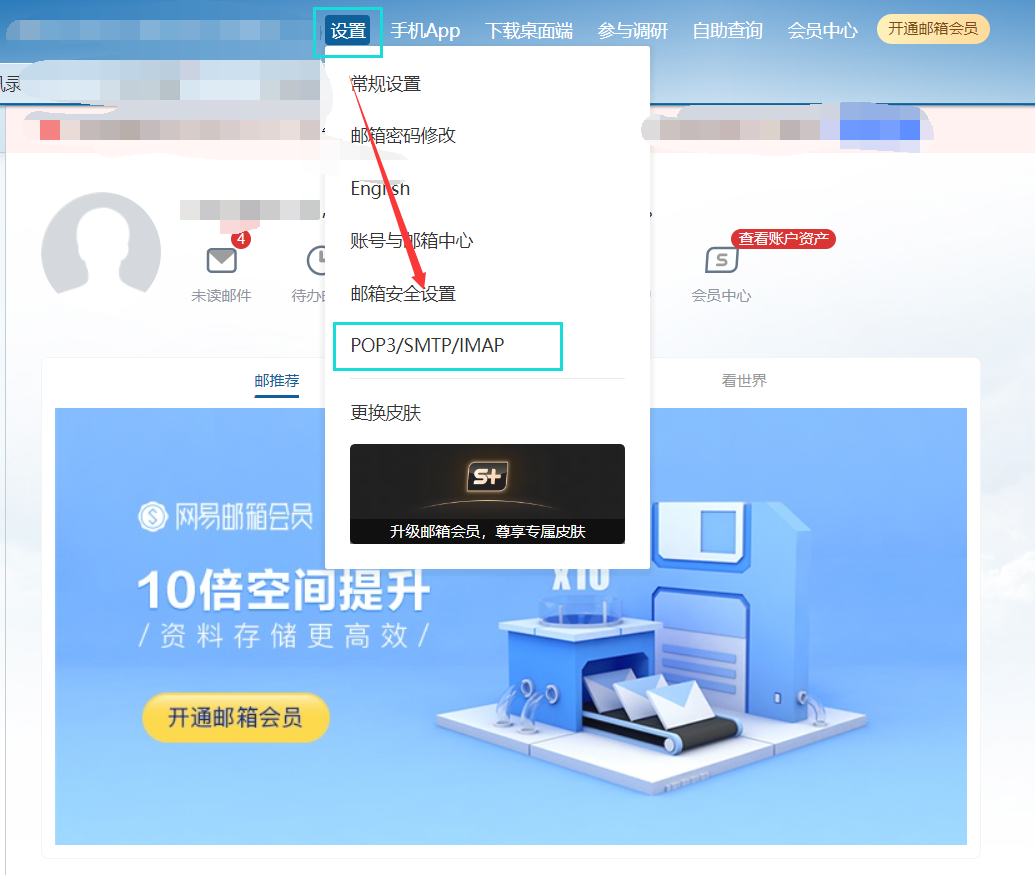 设置
手机App
下载桌面端
参与调研
自助查询
会员中心
开通邮箱会员
常规设置
邮箱密码修改
English
账号与邮箱中心
邮箱安全设置
POP3/SMTP/IMAP
更换皮肤
S+
升级邮箱会员，尊享专属皮肤
4
未读邮件
待办
查看账户资产
S
会员中心
邮推荐
看世界
网易邮箱会员
10倍空间提升
/ 资料存储更高效 /
开通邮箱会员
X10